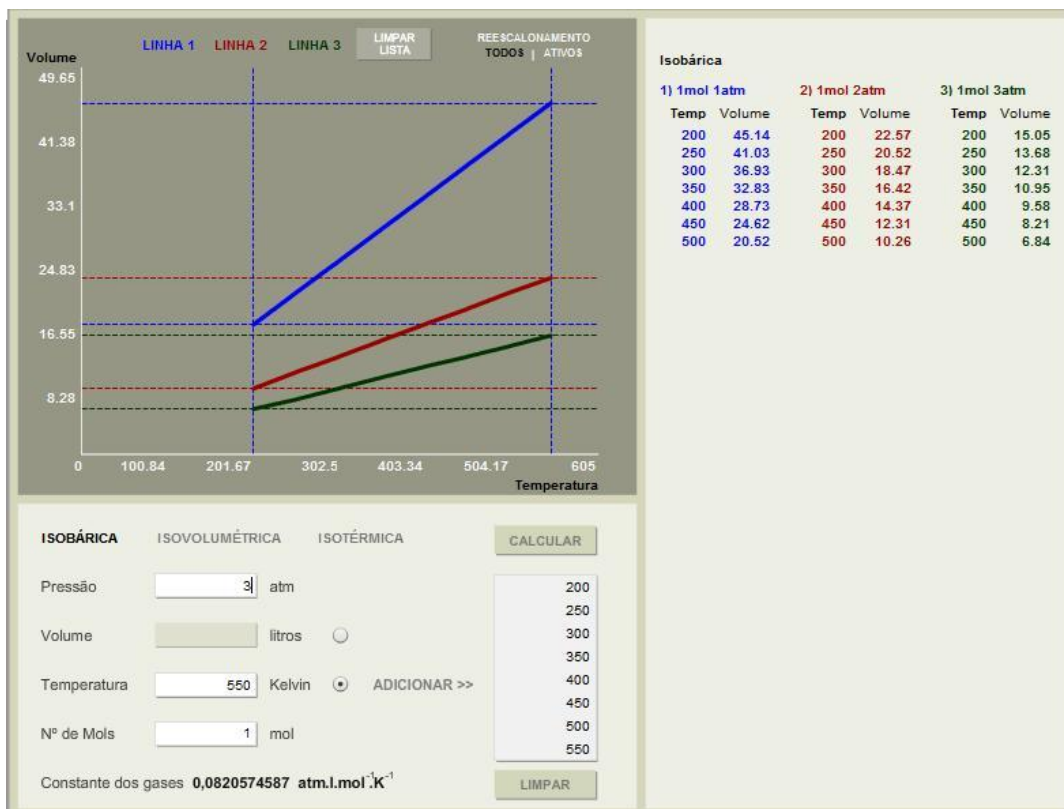 LINHA 1 LINHA 2 LINHA 3
LIMPAR
LISTA
REESCALONAMENTO
TODOS | ATIVOS
Volume
49.65
41.38
33.1
24.83
16.55
8.28
0 100.84 201.67 302.5 403.34 504.17 605
Temperatura
ISOBÁRICA ISOVOLUMÉTRICA ISOTÉRMICA
CALCULAR
Pressão 3 atm
Volume litros
Temperatura 550 Kelvin ADICIONAR >>
Nº de Mols 1 mol
Constante dos gases 0,0820574587 atm.l.mol⁻¹.K⁻¹
200
250
300
350
400
450
500
550
LIMPAR
Isobárica
1) 1mol 1atm 2) 1mol 2atm 3) 1mol 3atm
Temp Volume Temp Volume Temp Volume
200 45.14 200 22.57 200 15.05
250 41.03 250 20.52 250 13.68
300 36.93 300 18.47 300 12.31
350 32.83 350 16.42 350 10.95
400 28.73 400 14.37 400 9.58
450 24.62 450 12.31 450 8.21
500 20.52 500 10.26 500 6.84